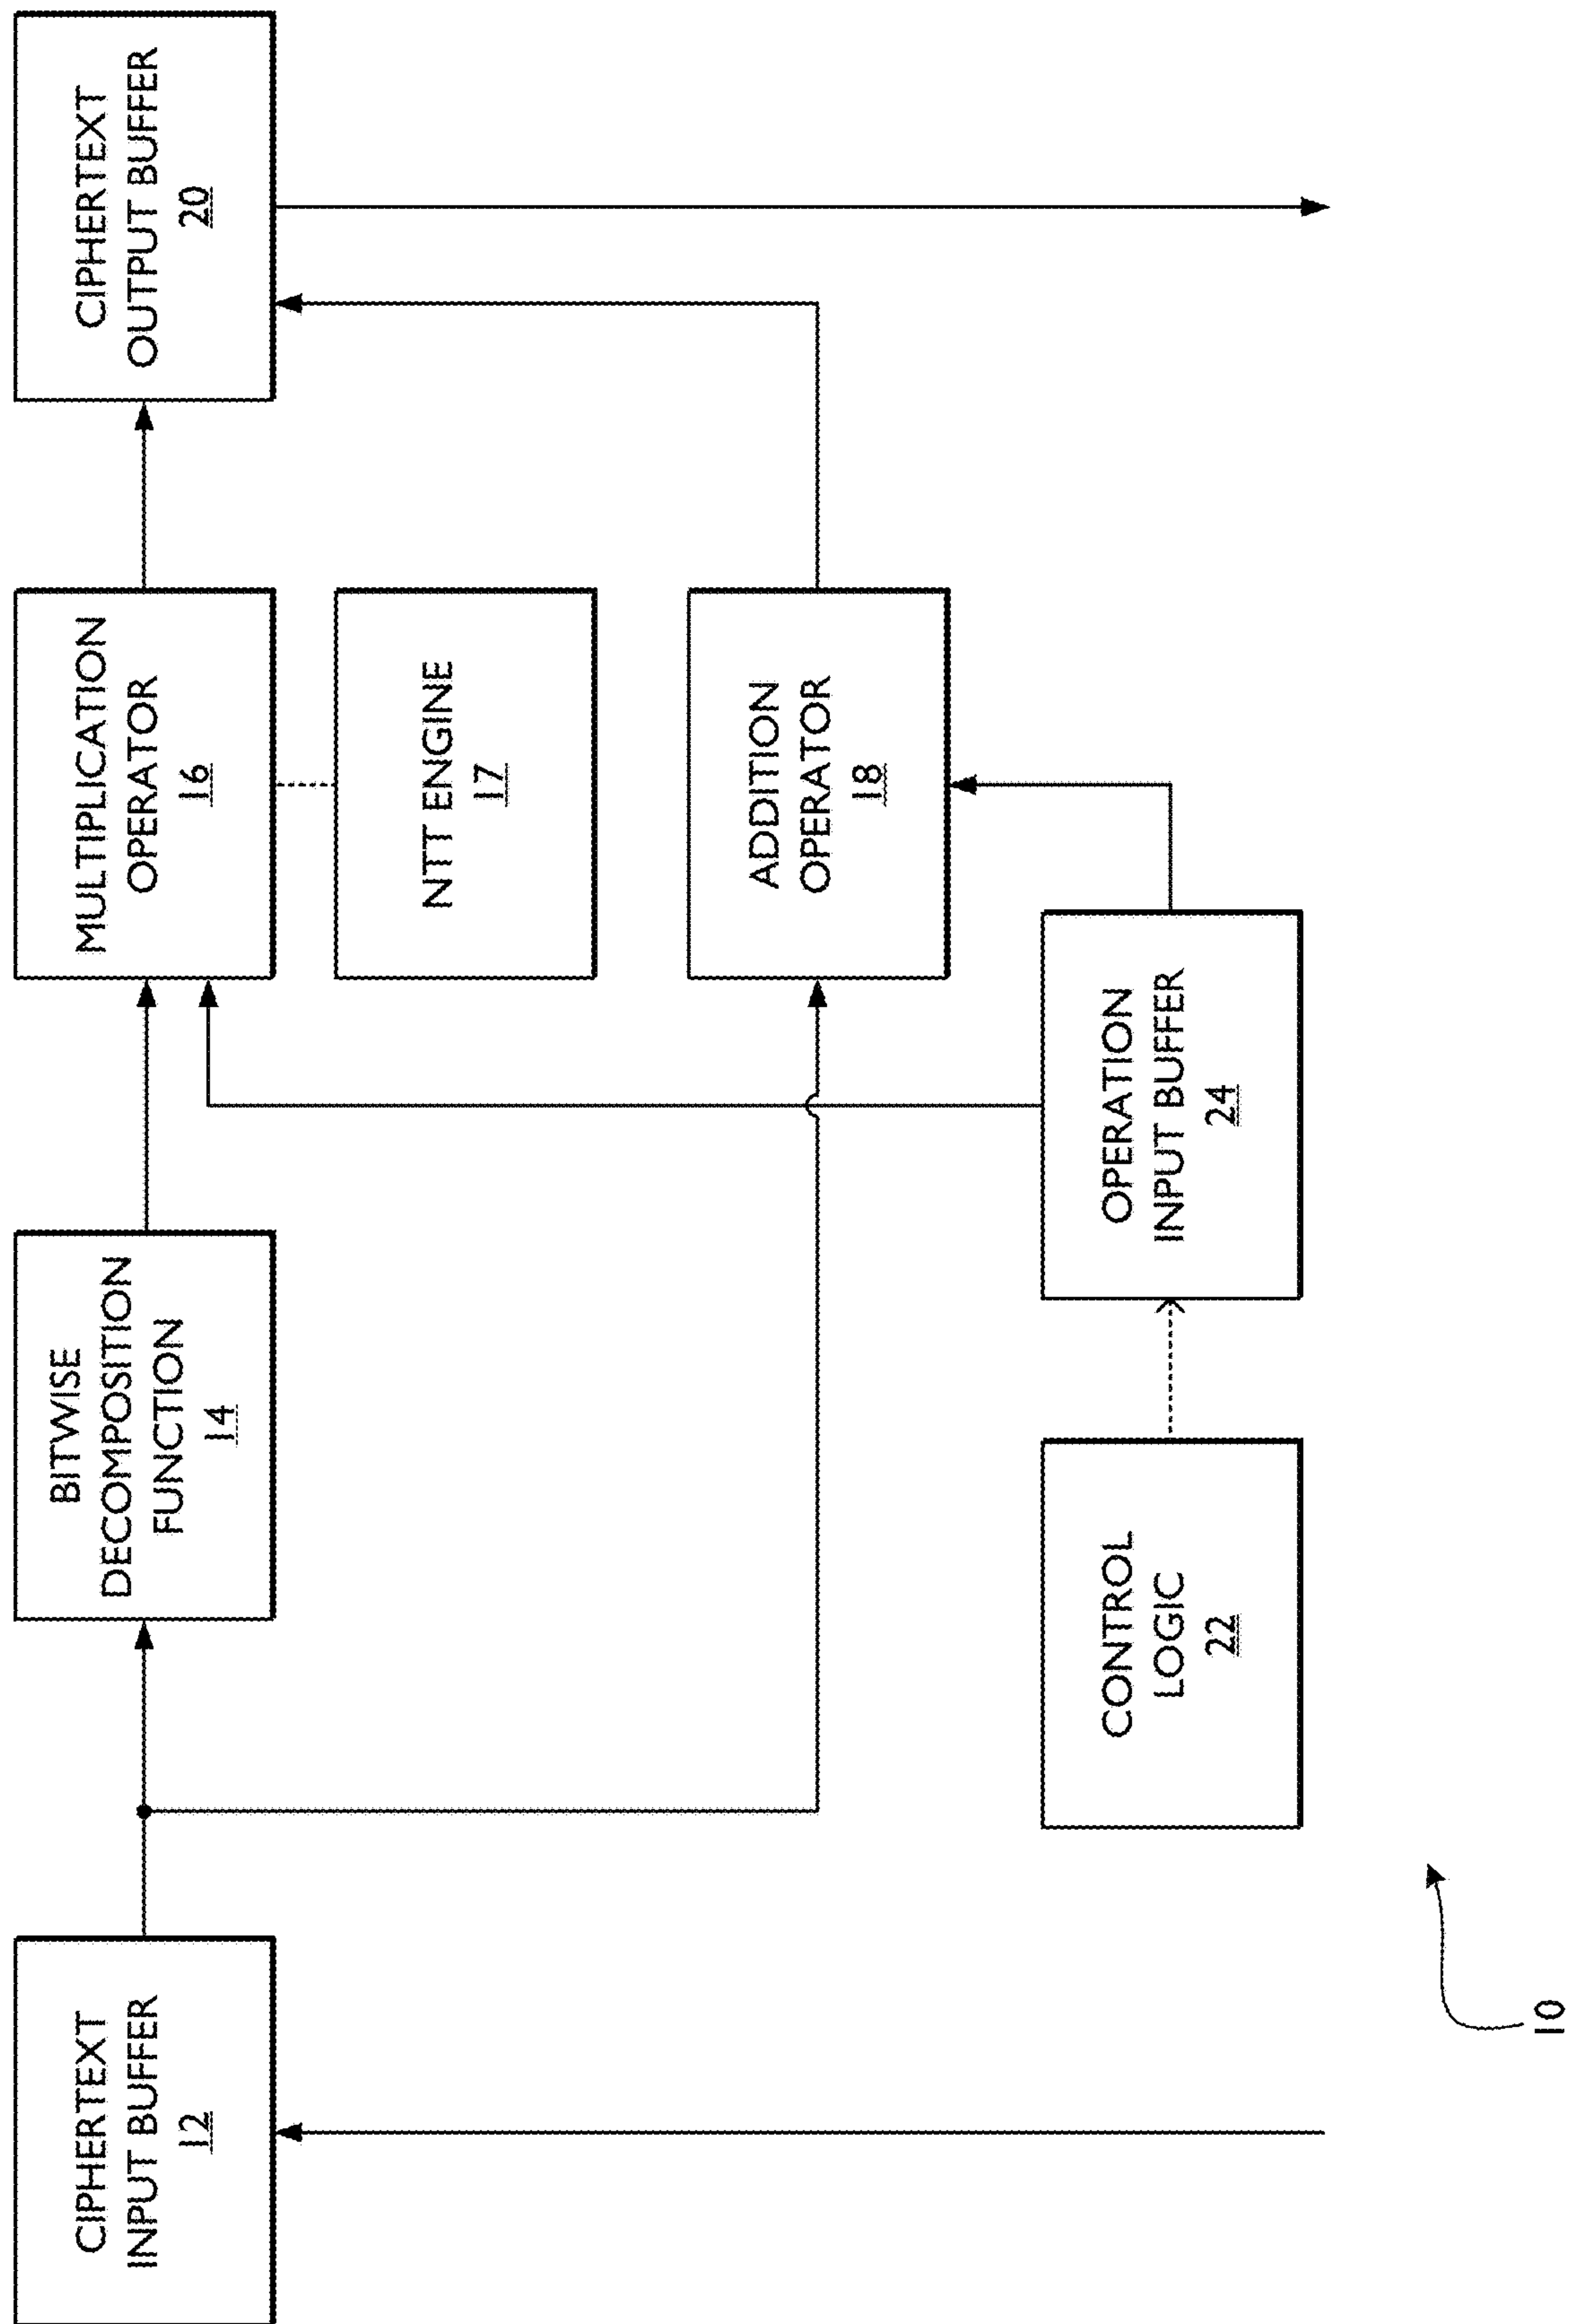 CIPHERTEXT
INPUT BUFFER
12
BITWISE
DECOMPOSITION
FUNCTION
14
MULTIPLICATION
OPERATOR
16
CIPHERTEXT
OUTPUT BUFFER
20
NTT ENGINE
17
ADDITION
OPERATOR
18
CONTROL
LOGIC
22
OPERATION
INPUT BUFFER
24
10